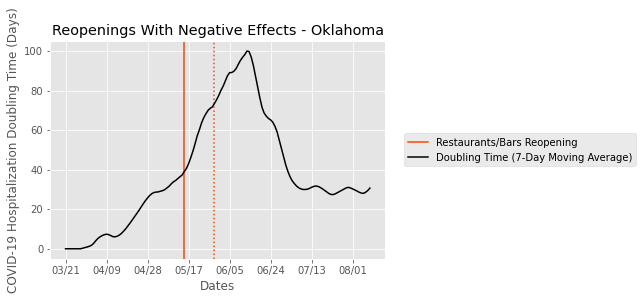 Reopenings With Negative Effects - Oklahoma
COVID-19 Hospitalization Doubling Time (Days)
100
80
60
40
20
0
03/21 04/09 04/28 05/17 06/05 06/24 07/13 08/01
Dates
Restaurants/Bars Reopening
Doubling Time (7-Day Moving Average)